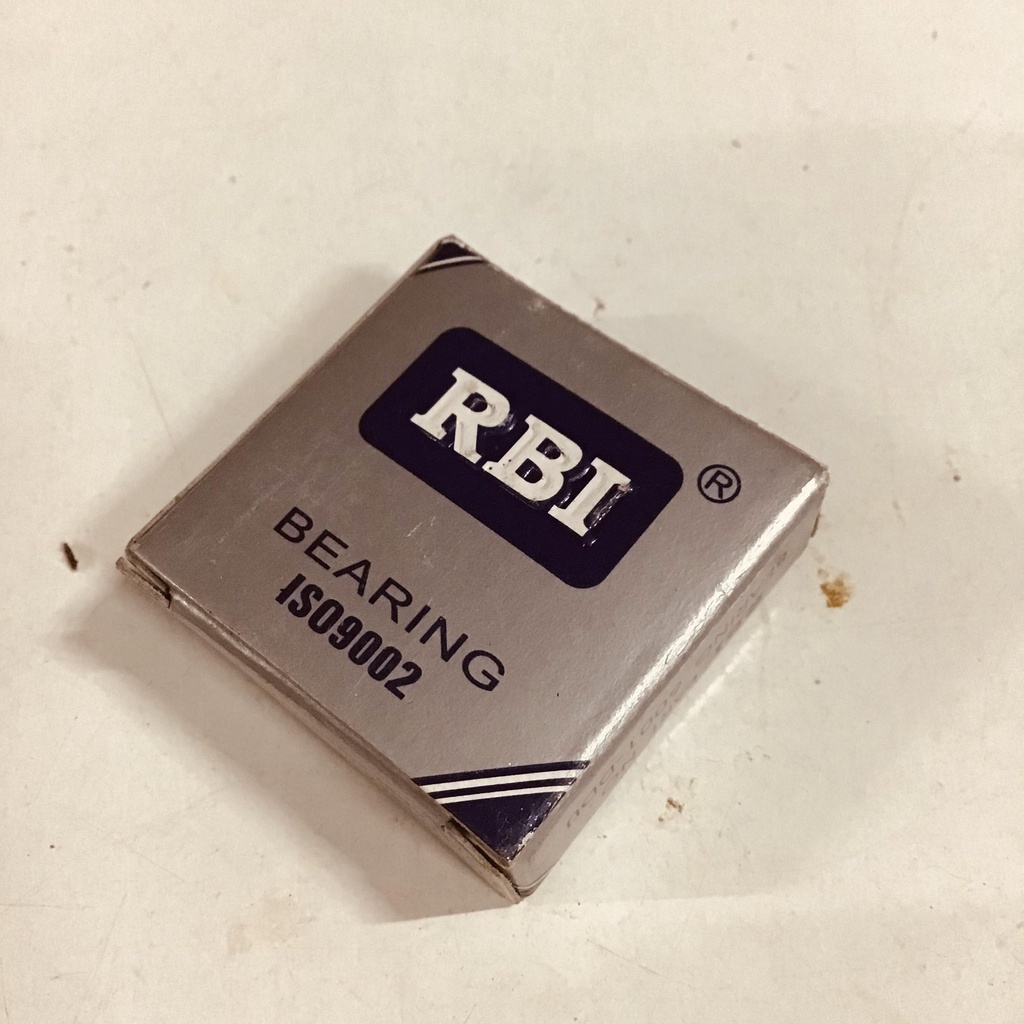 RBI
®
BEARING
ISO9002